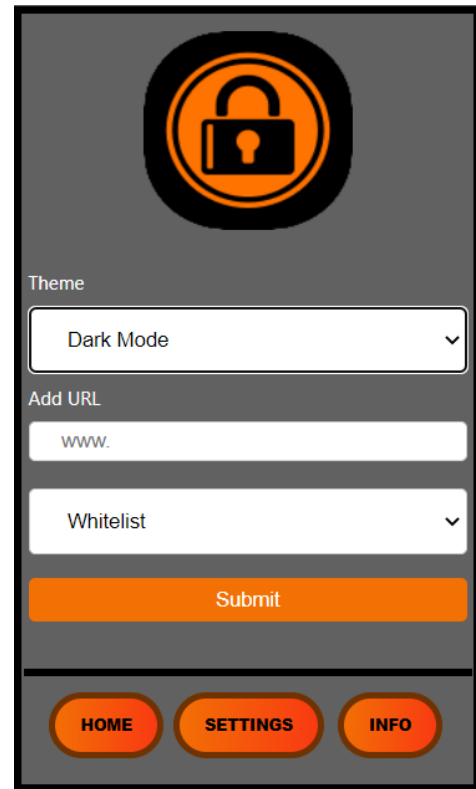 Theme
Dark Mode
Add URL
www.
Whitelist
Submit
HOME SETTINGS INFO